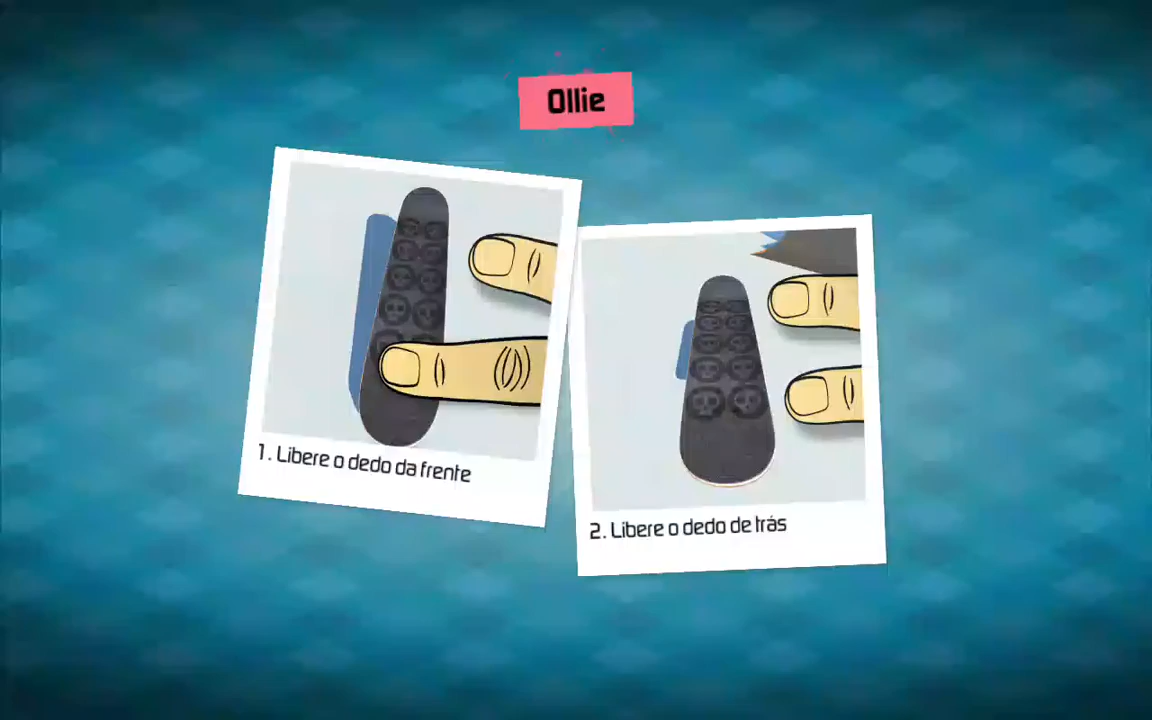 Ollie
1. Libere o dedo da frente
2. Libere o dedo de trás